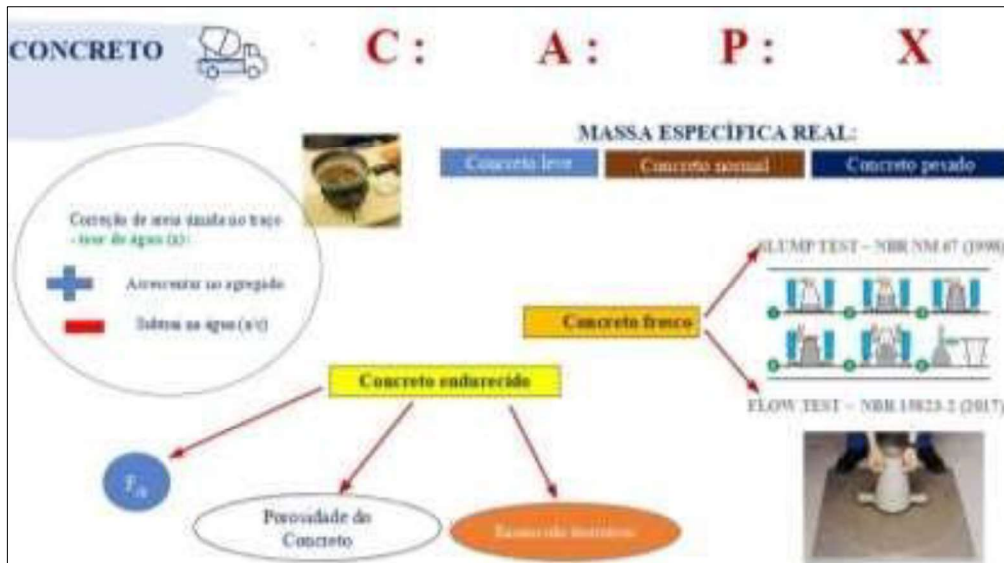 CONCRETO
C : A : P : X
MASSA ESPECÍFICA REAL:
Concreto leve
Concreto normal
Concreto pesado
Correção de areia úmida no traço
- teor de água (x):
Acrescentar no agregado
Subtrai na água (a/c)
SLUMP TEST – NBR NM 67 (1998)
Concreto fresco
Concreto endurecido
FLOW TEST – NBR 15823-2 (2017)
Porosidade do
Concreto